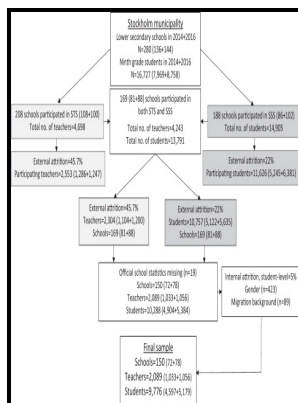 Stockholm municipality
Lower secondary schools in 2014+2016
N=280 (136+144)
Ninth grade students in 2014+2016
N=16,727 (7,969+8,758)
208 schools participated in STS (108+100)
Total no. of teachers=4,698
169 (81+88) schools participated in
both STS and SSS
Total no. of teachers=4,243
Total no. of students=13,791
188 schools participated in SSS (86+102)
Total no. of students=14,905
External attrition=45.7%
Participating teachers=2,553 (1,286+1,247)
External attrition=22%
Participating students=11,626 (5,245+6,381)
External attrition=45.7%
Teachers=2,304 (1,104+1,200)
Schools=169 (81+88)
External attrition=22%
Students=10,757 (5,122+5,635)
Schools=169 (81+88)
Official school statistics missing (n=19)
Schools=150 (72+78)
Teachers=2,089 (1,033+1,056)
Students=10,288 (4,904+5,384)
Internal attrition, student-level=5%
Gender (n=423)
Migration background (n=89)
Final sample
Schools=150 (72+78)
Teachers=2,089 (1,033+1,056)
Students=9,776 (4,597+5,179)